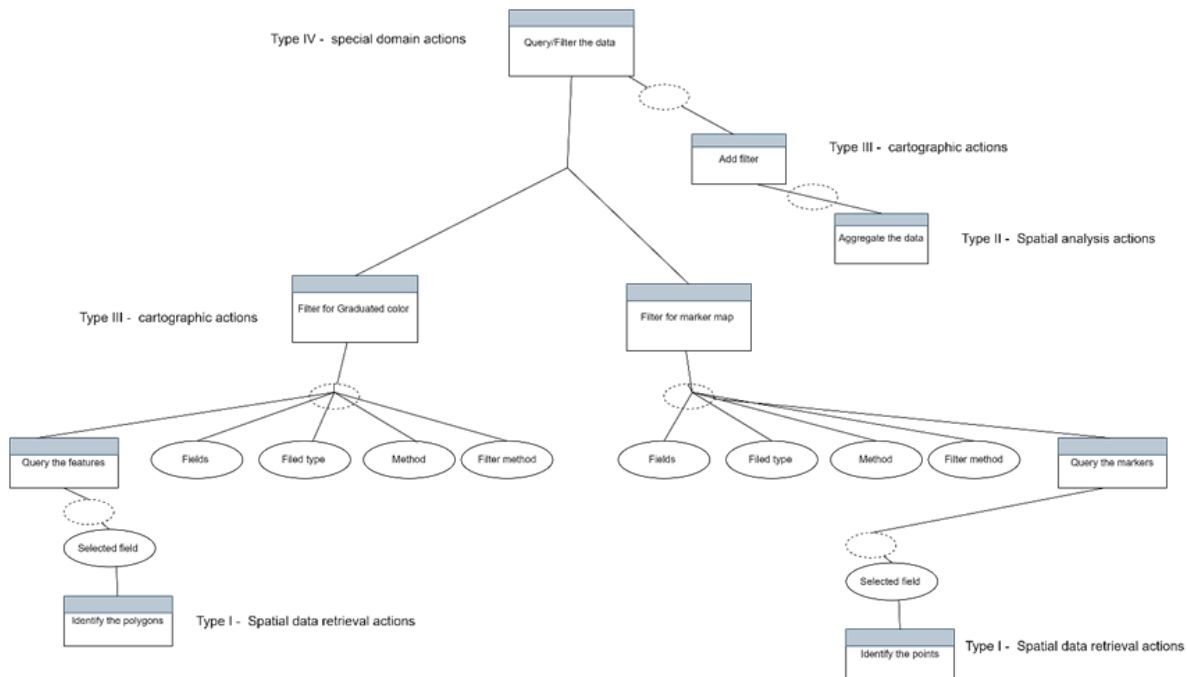 Type IV - special domain actions
Query/Filter the data
Add filter
Type III - cartographic actions
Aggregate the data
Type II - Spatial analysis actions
Type III - cartographic actions
Filter for Graduated color
Filter for marker map
Query the features
Fields
Filed type
Method
Filter method
Fields
Filed type
Method
Filter method
Query the markers
Selected field
Selected field
Identify the polygons
Type I - Spatial data retrieval actions
Identify the points
Type I - Spatial data retrieval actions